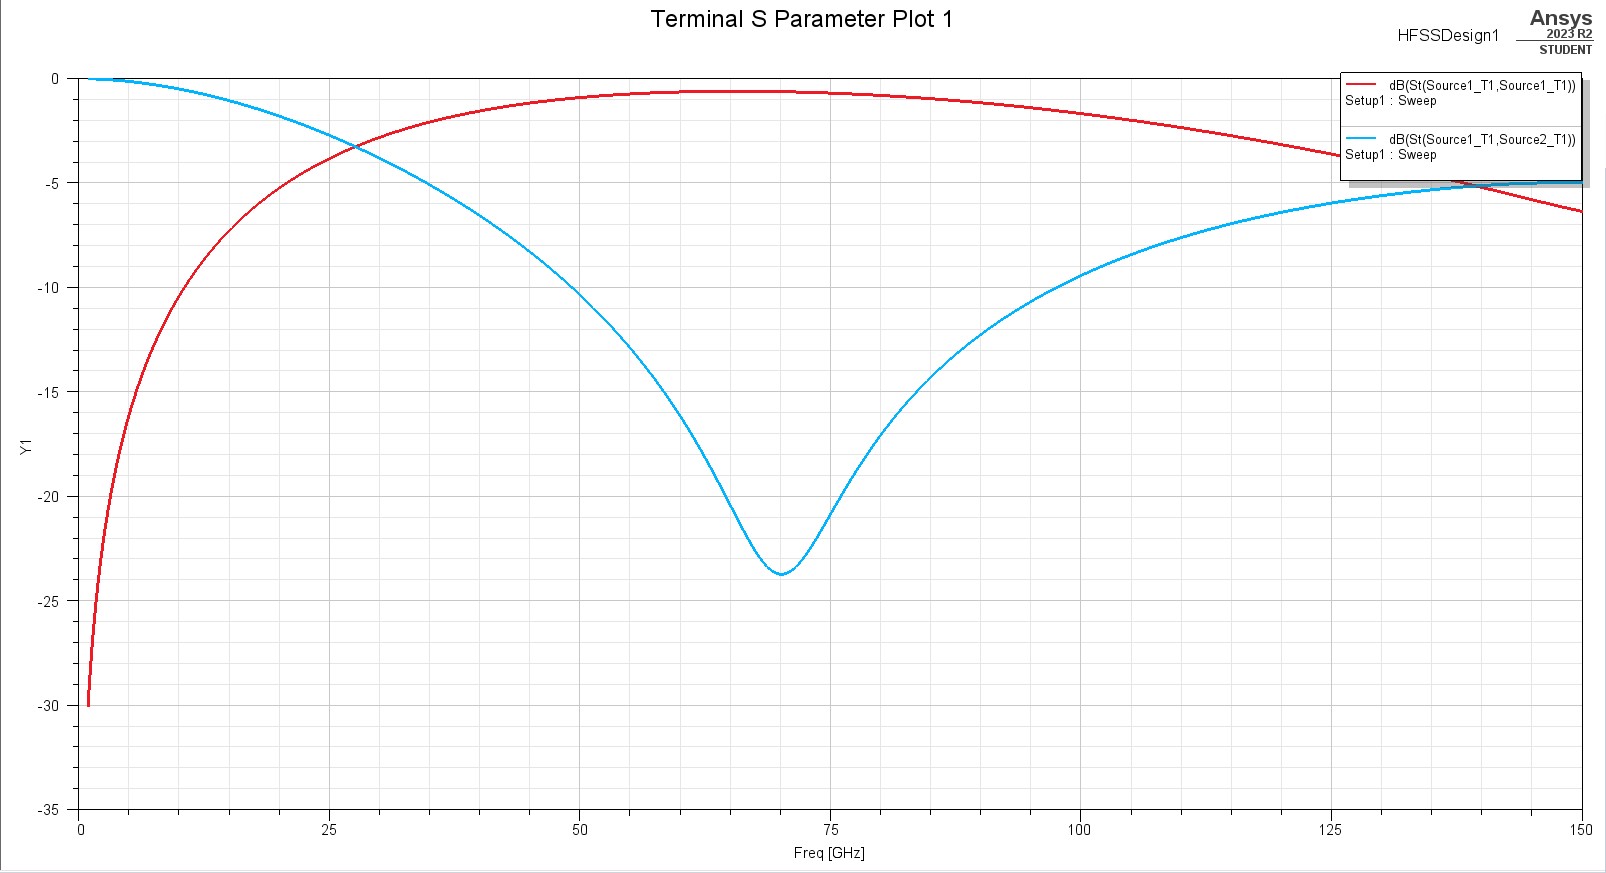 Terminal S Parameter Plot 1
HFSSDesign1
Ansys
2023 R2
STUDENT
dB(St(Source1_T1,Source1_T1))
Setup1 : Sweep
dB(St(Source1_T1,Source2_T1))
Setup1 : Sweep
0
-5
-10
-15
-20
-25
-30
-35
Y1
0 25 50 75 100 125 150
Freq [GHz]